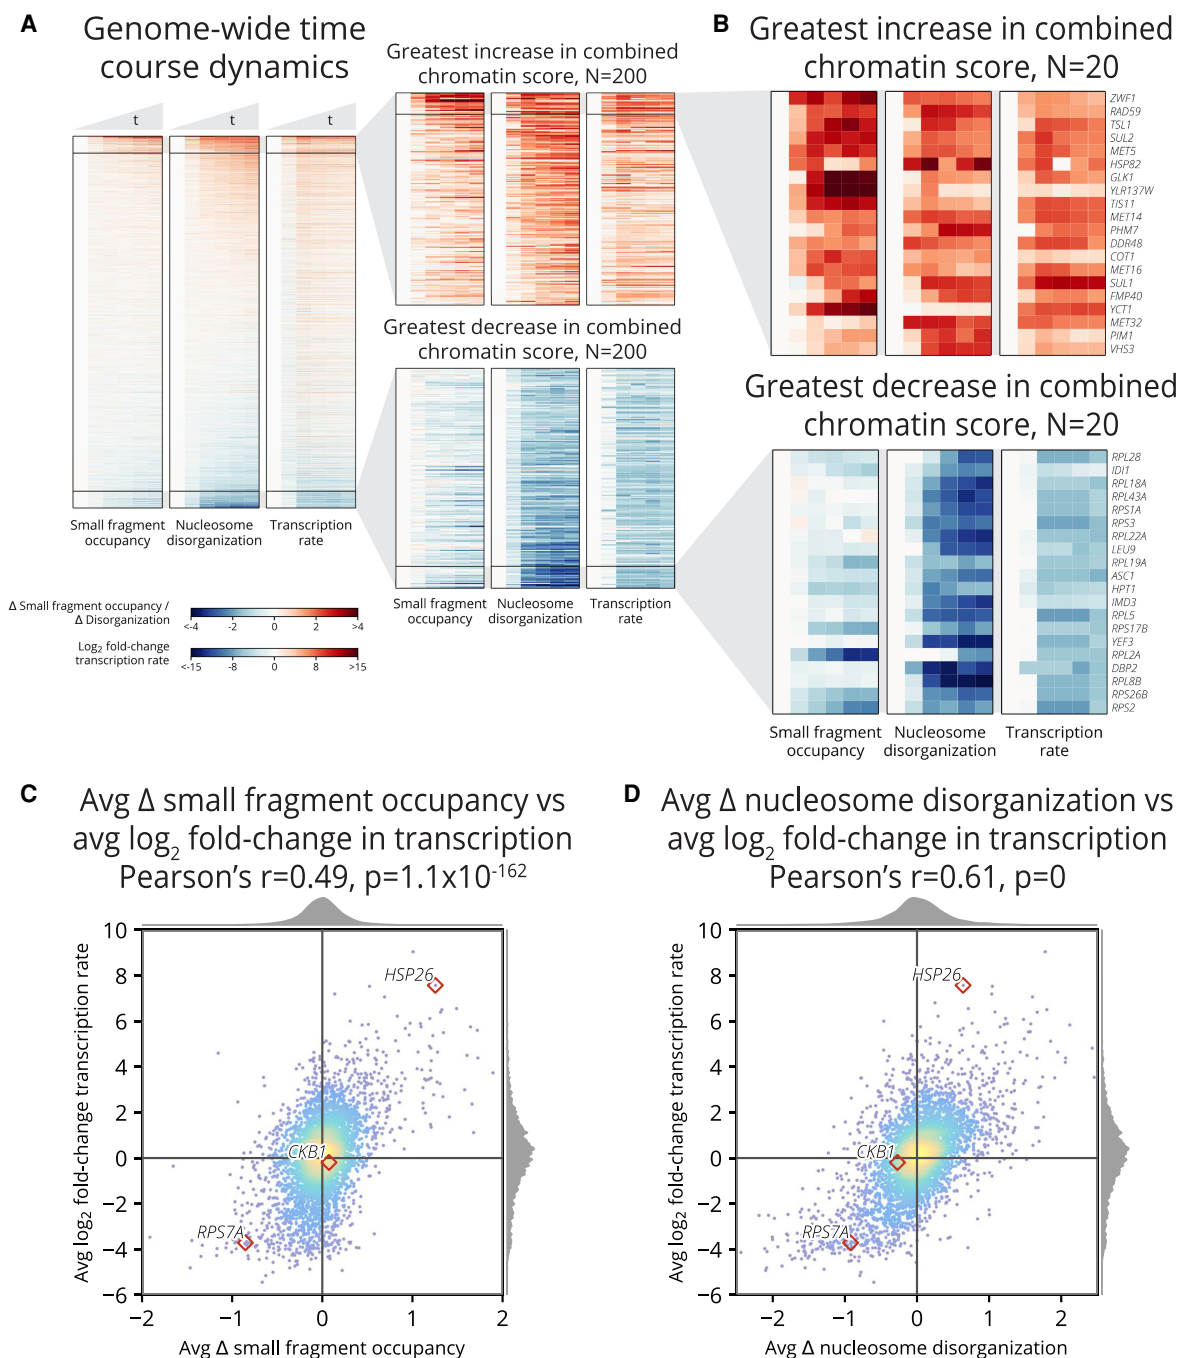 A
Genome-wide time
course dynamics
t
t
t
Small fragment
occupancy
Nucleosome
disorganization
Transcription
rate
Greatest increase in combined
chromatin score, N=200
Greatest decrease in combined
chromatin score, N=200
Small fragment
occupancy
Nucleosome
disorganization
Transcription
rate
Δ Small fragment occupancy /
Δ Disorganization
<-4 -2 0 2 >4
Log2 fold-change
transcription rate
<-15 -8 0 8 >15
B
Greatest increase in combined
chromatin score, N=20
ZWF1
RAD59
TSL1
SUL2
MET5
HSP82
GLK1
YLR137W
TIS11
MET14
PHM7
DDR48
COT1
MET16
SUL1
FMP40
YCT1
MET32
PIM1
VHS3
Greatest decrease in combined
chromatin score, N=20
RPL28
IDI1
RPL18A
RPL43A
RPS1A
RPS3
RPL22A
LEU9
RPL19A
ASC1
HPT1
IMD3
RPL5
RPS17B
YEF3
RPL2A
DBP2
RPL8B
RPS26B
RPS2
Small fragment
occupancy
Nucleosome
disorganization
Transcription
rate
C
Avg Δ small fragment occupancy vs
avg log2 fold-change in transcription
Pearson's r=0.49, p=1.1x10-162
10
8
6
4
2
0
−2
−4
−6
Avg log2 fold-change transcription rate
HSP26
CKB1
RPS7A
−2 −1 0 1 2
Avg Δ small fragment occupancy
D
Avg Δ nucleosome disorganization vs
avg log2 fold-change in transcription
Pearson's r=0.61, p=0
10
8
6
4
2
0
−2
−4
−6
Avg log2 fold-change transcription rate
HSP26
CKB1
RPS7A
−2 −1 0 1 2
Avg Δ nucleosome disorganization